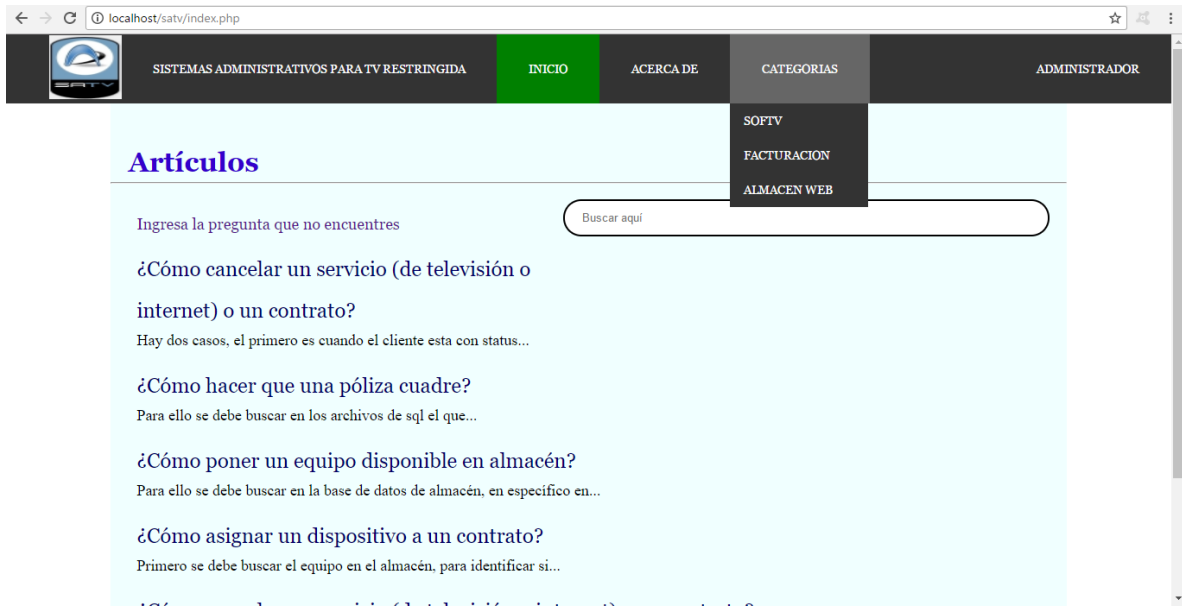 localhost/satv/index.php
SATV
SISTEMAS ADMINISTRATIVOS PARA TV RESTRINGIDA
INICIO
ACERCA DE
CATEGORIAS
ADMINISTRADOR
SOFTV
FACTURACION
ALMACEN WEB
Artículos
Ingresa la pregunta que no encuentres
Buscar aquí
¿Cómo cancelar un servicio (de televisión o
internet) o un contrato?
Hay dos casos, el primero es cuando el cliente esta con status...
¿Cómo hacer que una póliza cuadre?
Para ello se debe buscar en los archivos de sql el que...
¿Cómo poner un equipo disponible en almacén?
Para ello se debe buscar en la base de datos de almacén, en específico en...
¿Cómo asignar un dispositivo a un contrato?
Primero se debe buscar el equipo en el almacén, para identificar si...